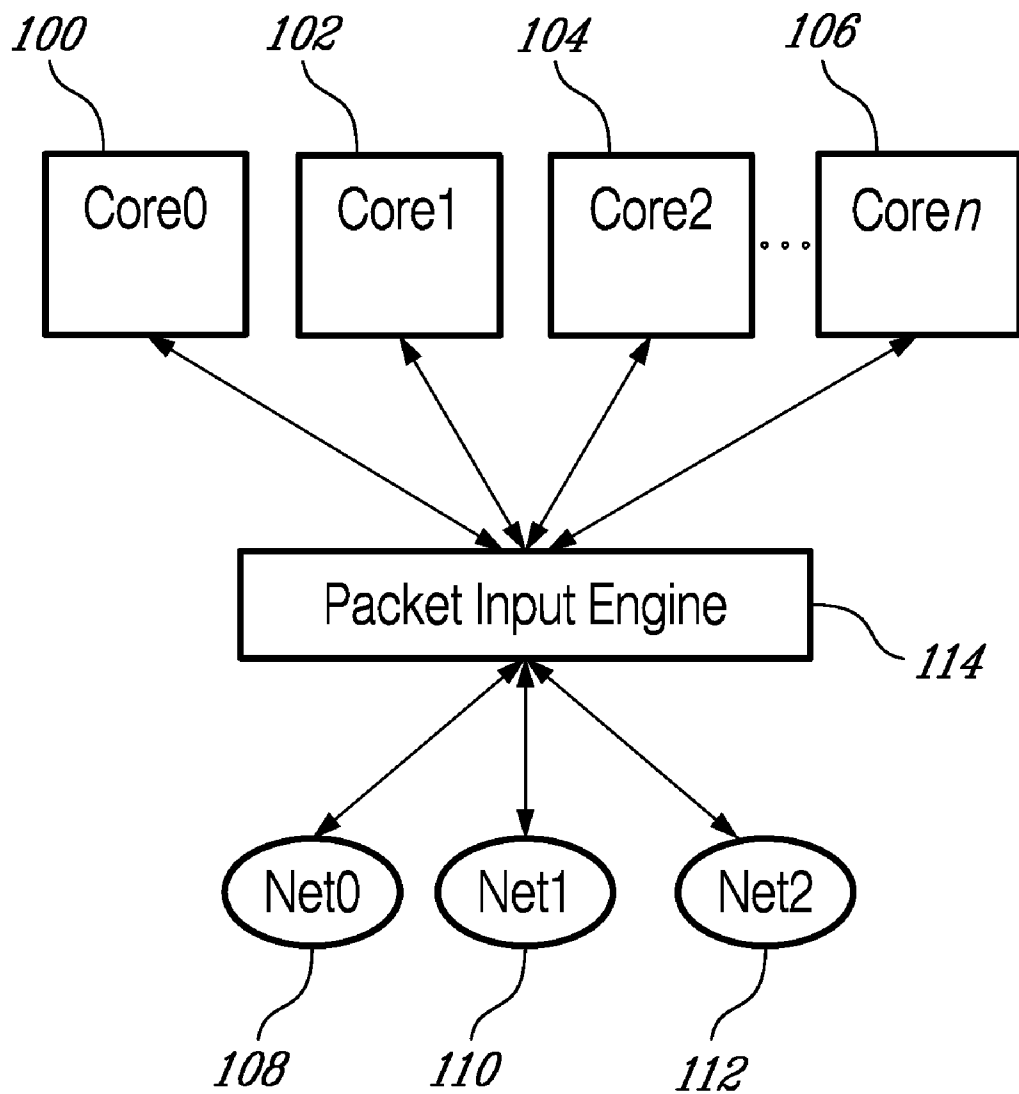 100 102 104 106
Core0 Core1 Core2 ... Coren
Packet Input Engine
114
Net0 Net1 Net2
108 110 112